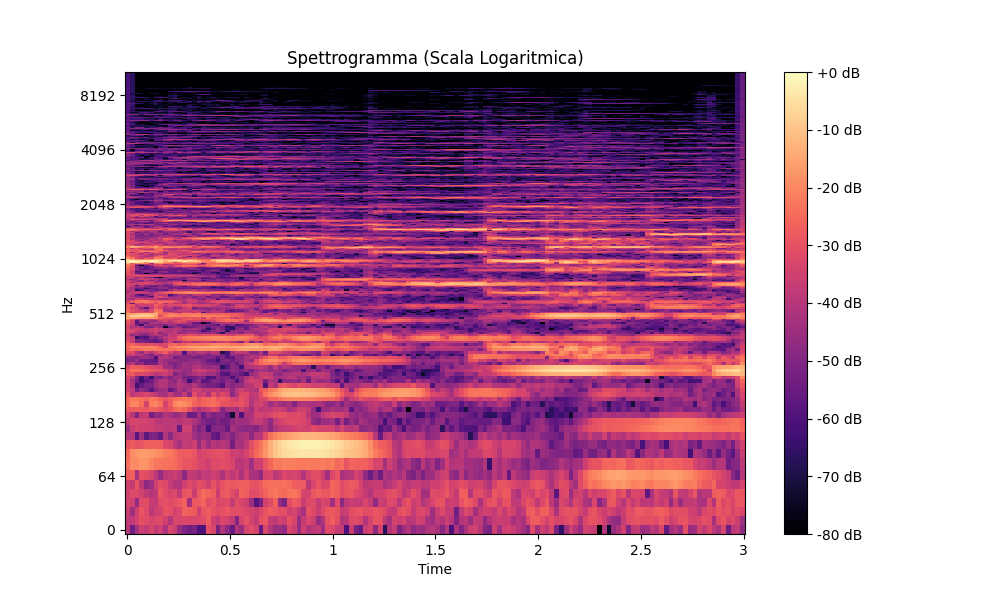 Spettrogramma (Scala Logaritmica)
Hz
8192
4096
2048
1024
512
256
128
64
0
0 0.5 1 1.5 2 2.5 3
Time
+0 dB
-10 dB
-20 dB
-30 dB
-40 dB
-50 dB
-60 dB
-70 dB
-80 dB